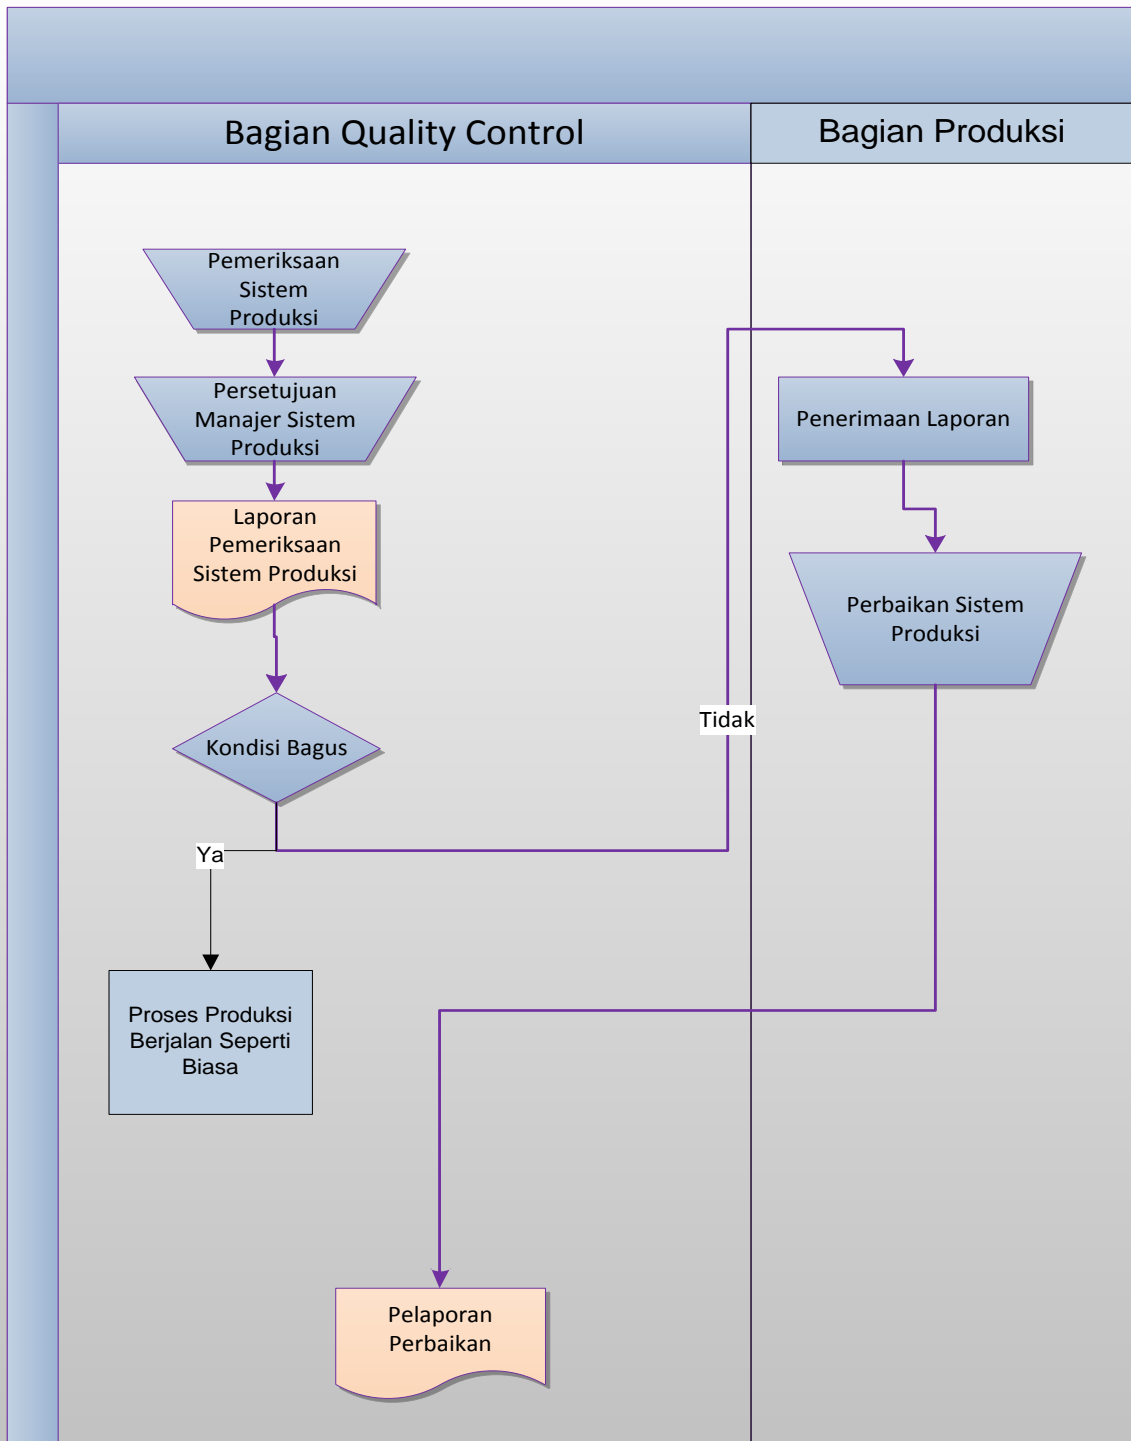 Bagian Quality Control
Bagian Produksi
Pemeriksaan
Sistem
Produksi
Persetujuan
Manajer Sistem
Produksi
Laporan
Pemeriksaan
Sistem Produksi
Kondisi Bagus
Ya
Tidak
Proses Produksi
Berjalan Seperti
Biasa
Penerimaan Laporan
Perbaikan Sistem
Produksi
Pelaporan
Perbaikan